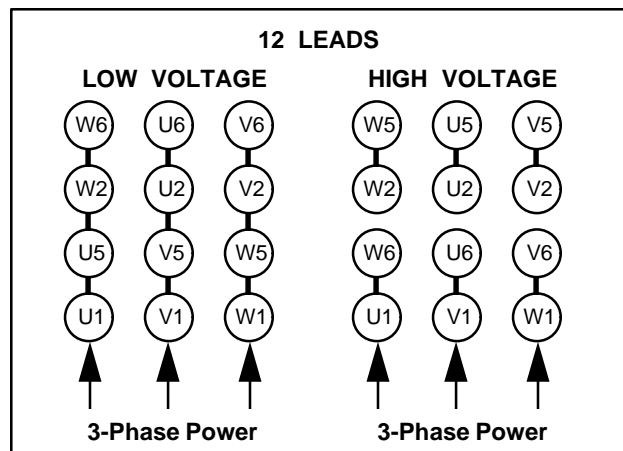 12 LEADS
LOW VOLTAGE HIGH VOLTAGE
W6 U6 V6 W5 U5 V5
W2 U2 V2 W2 U2 V2
U5 V5 W5 W6 U6 V6
U1 V1 W1 U1 V1 W1
3-Phase Power 3-Phase Power